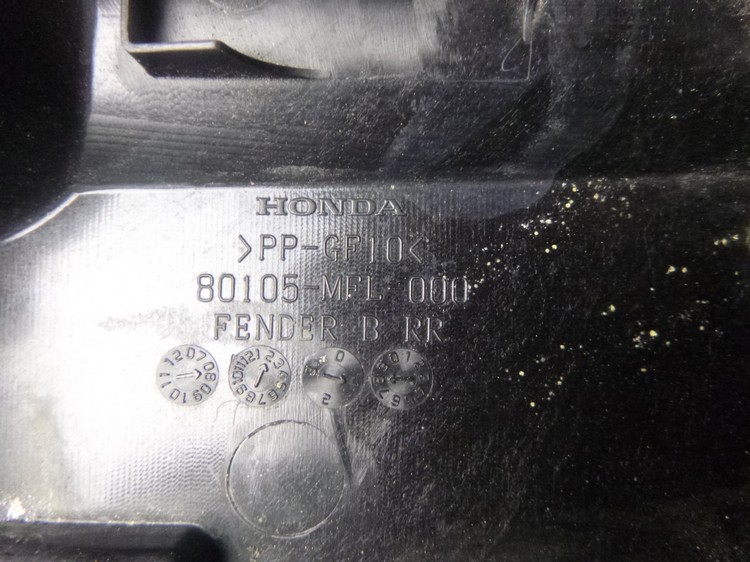 HONDA
>PP-GF10<
80105-MFL-000
FENDER B RR